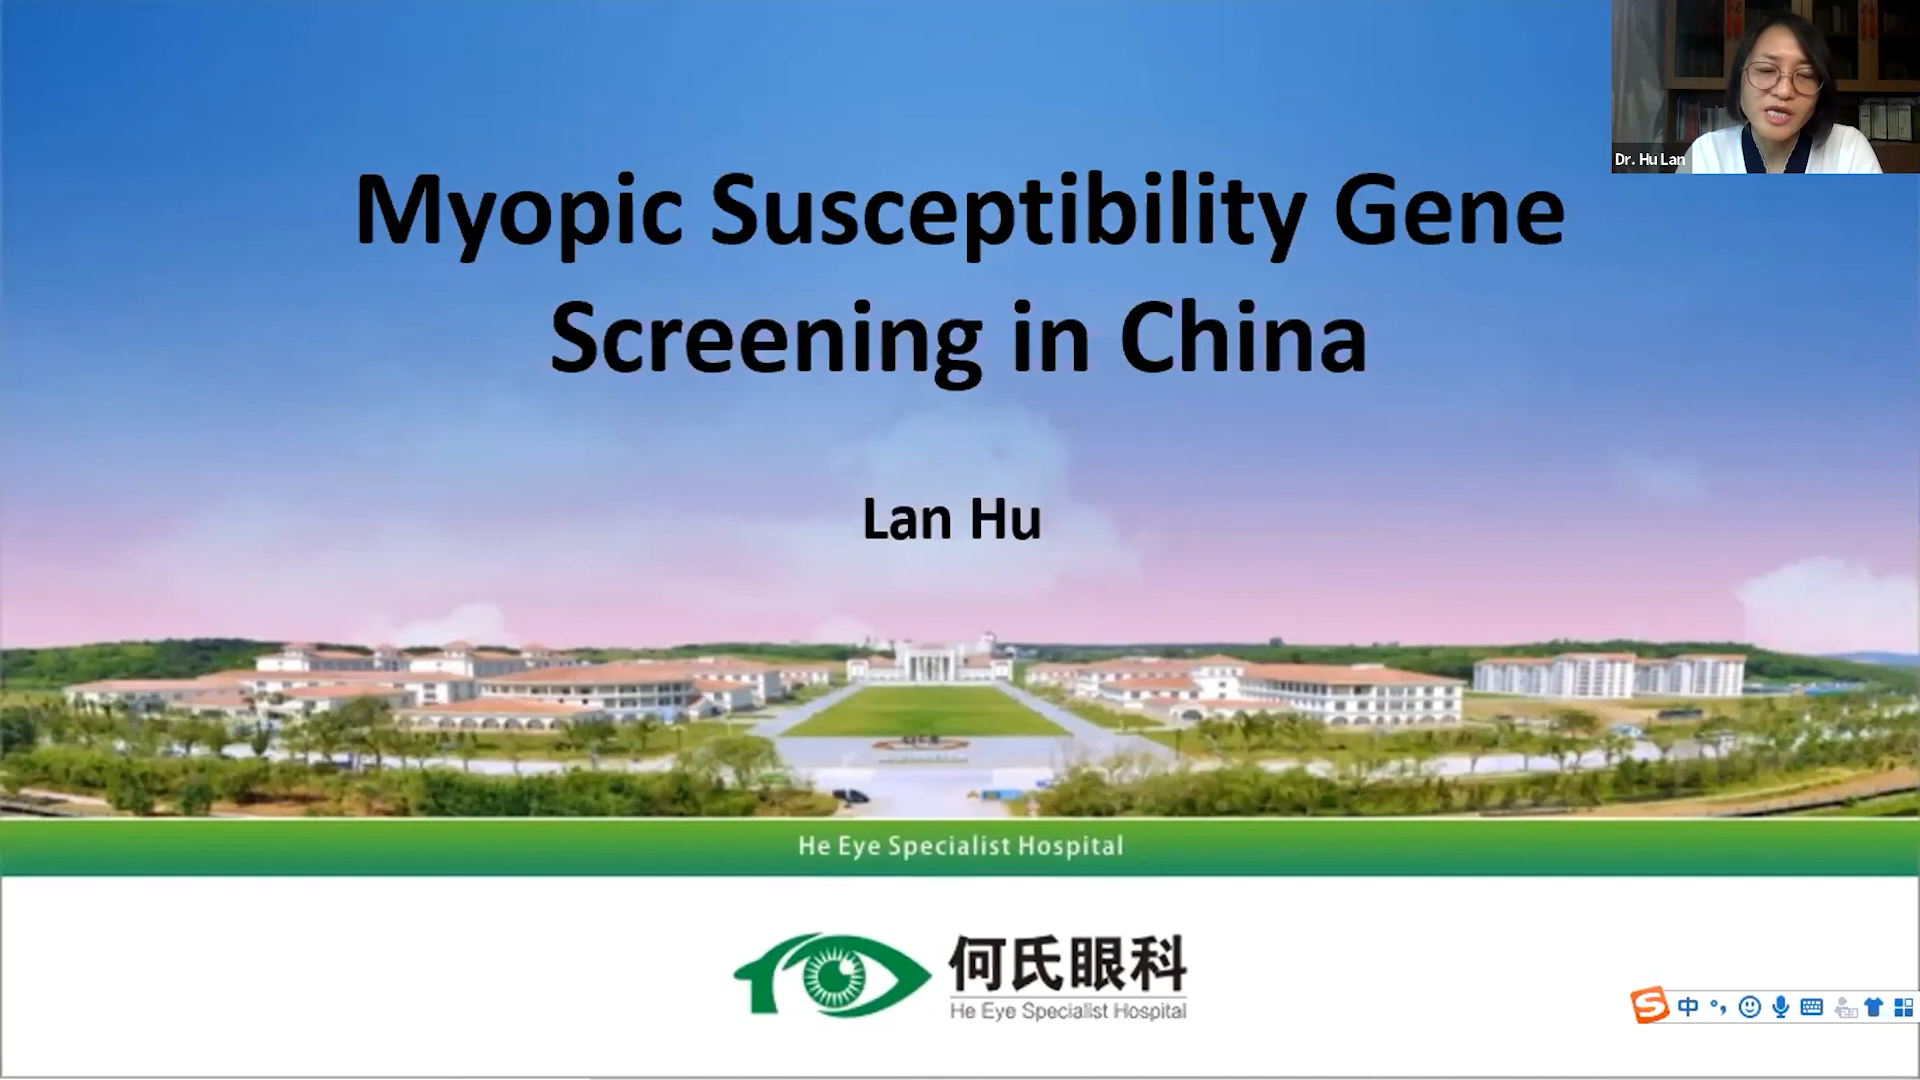 Myopic Susceptibility Gene
Screening in China
Lan Hu
Dr. Hu Lan
He Eye Specialist Hospital
何氏眼科
He Eye Specialist Hospital
S 中